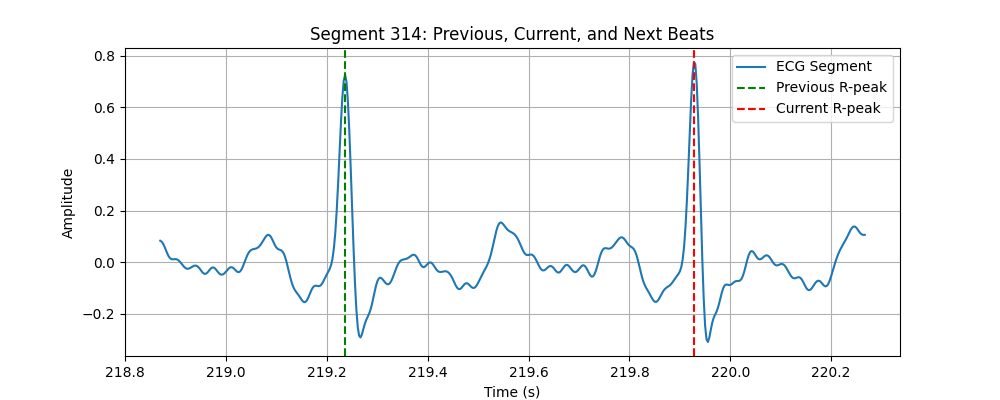 Segment 314: Previous, Current, and Next Beats
ECG Segment
Previous R-peak
Current R-peak
Amplitude
0.8
0.6
0.4
0.2
0.0
−0.2
218.8 219.0 219.2 219.4 219.6 219.8 220.0 220.2
Time (s)